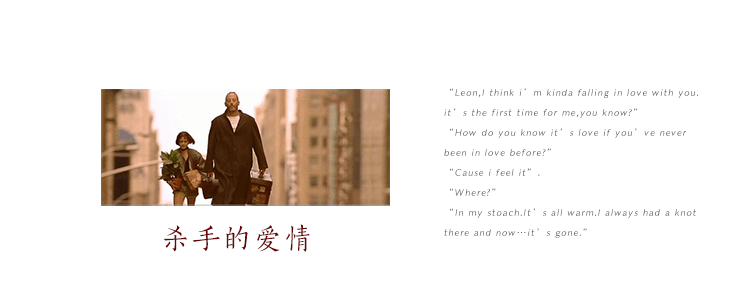 杀手的爱情
“Leon,I think i’m kinda falling in love with you.
it’s the first time for me,you know?”
“How do you know it’s love if you’ve never
been in love before?”
“Cause i feel it”.
“Where?”
“In my stoach.It’s all warm.I always had a knot
there and now…it’s gone.”